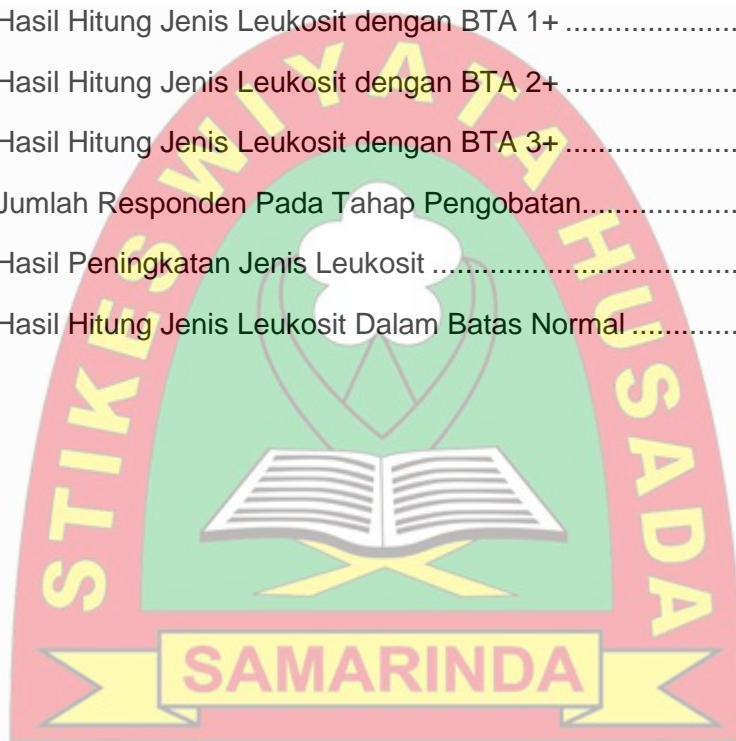 Hasil Hitung Jenis Leukosit dengan BTA 1+ ......................
Hasil Hitung Jenis Leukosit dengan BTA 2+ ......................
Hasil Hitung Jenis Leukosit dengan BTA 3+ ......................
Jumlah Responden Pada Tahap Pengobatan...................
Hasil Peningkatan Jenis Leukosit .....................................
Hasil Hitung Jenis Leukosit Dalam Batas Normal .............
STIKES WIYATA HUSADA
SAMARINDA